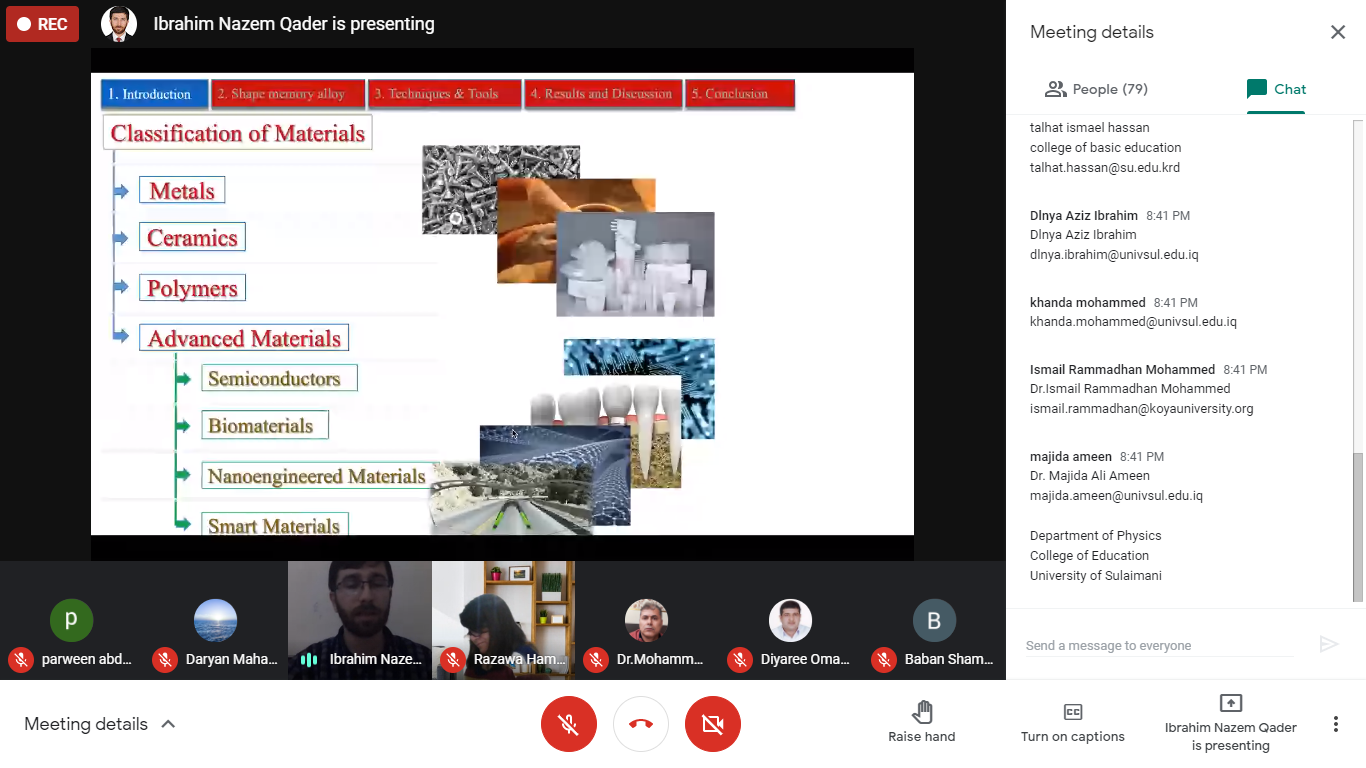 REC
Ibrahim Nazem Qader is presenting
1. Introduction
2. Shape memory alloy
3. Techniques & Tools
4. Results and Discussion
5. Conclusion
Classification of Materials
Metals
Ceramics
Polymers
Advanced Materials
Semiconductors
Biomaterials
Nanoengineered Materials
Smart Materials
P
parween abd...
Daryan Maha...
Ibrahim Naze...
Razawa Ham...
Dr.Mohamm...
Diyaree Oma...
B
Baban Sham...
Meeting details
People (79)
Chat
talhat ismael hassan
college of basic education
talhat.hassan@su.edu.krd
Dlnya Aziz Ibrahim 8:41 PM
Dlnya Aziz Ibrahim
dlnya.ibrahim@univsul.edu.iq
khanda mohammed 8:41 PM
khanda.mohammed@univsul.edu.iq
Ismail Rammadhan Mohammed 8:41 PM
Dr.Ismail Rammadhan Mohammed
ismail.rammadhan@koyauniversity.org
majida ameen 8:41 PM
Dr. Majida Ali Ameen
majida.ameen@univsul.edu.iq
Department of Physics
College of Education
University of Sulaimani
Send a message to everyone
Meeting details
Raise hand
CC
Turn on captions
Ibrahim Nazem Qader
is presenting